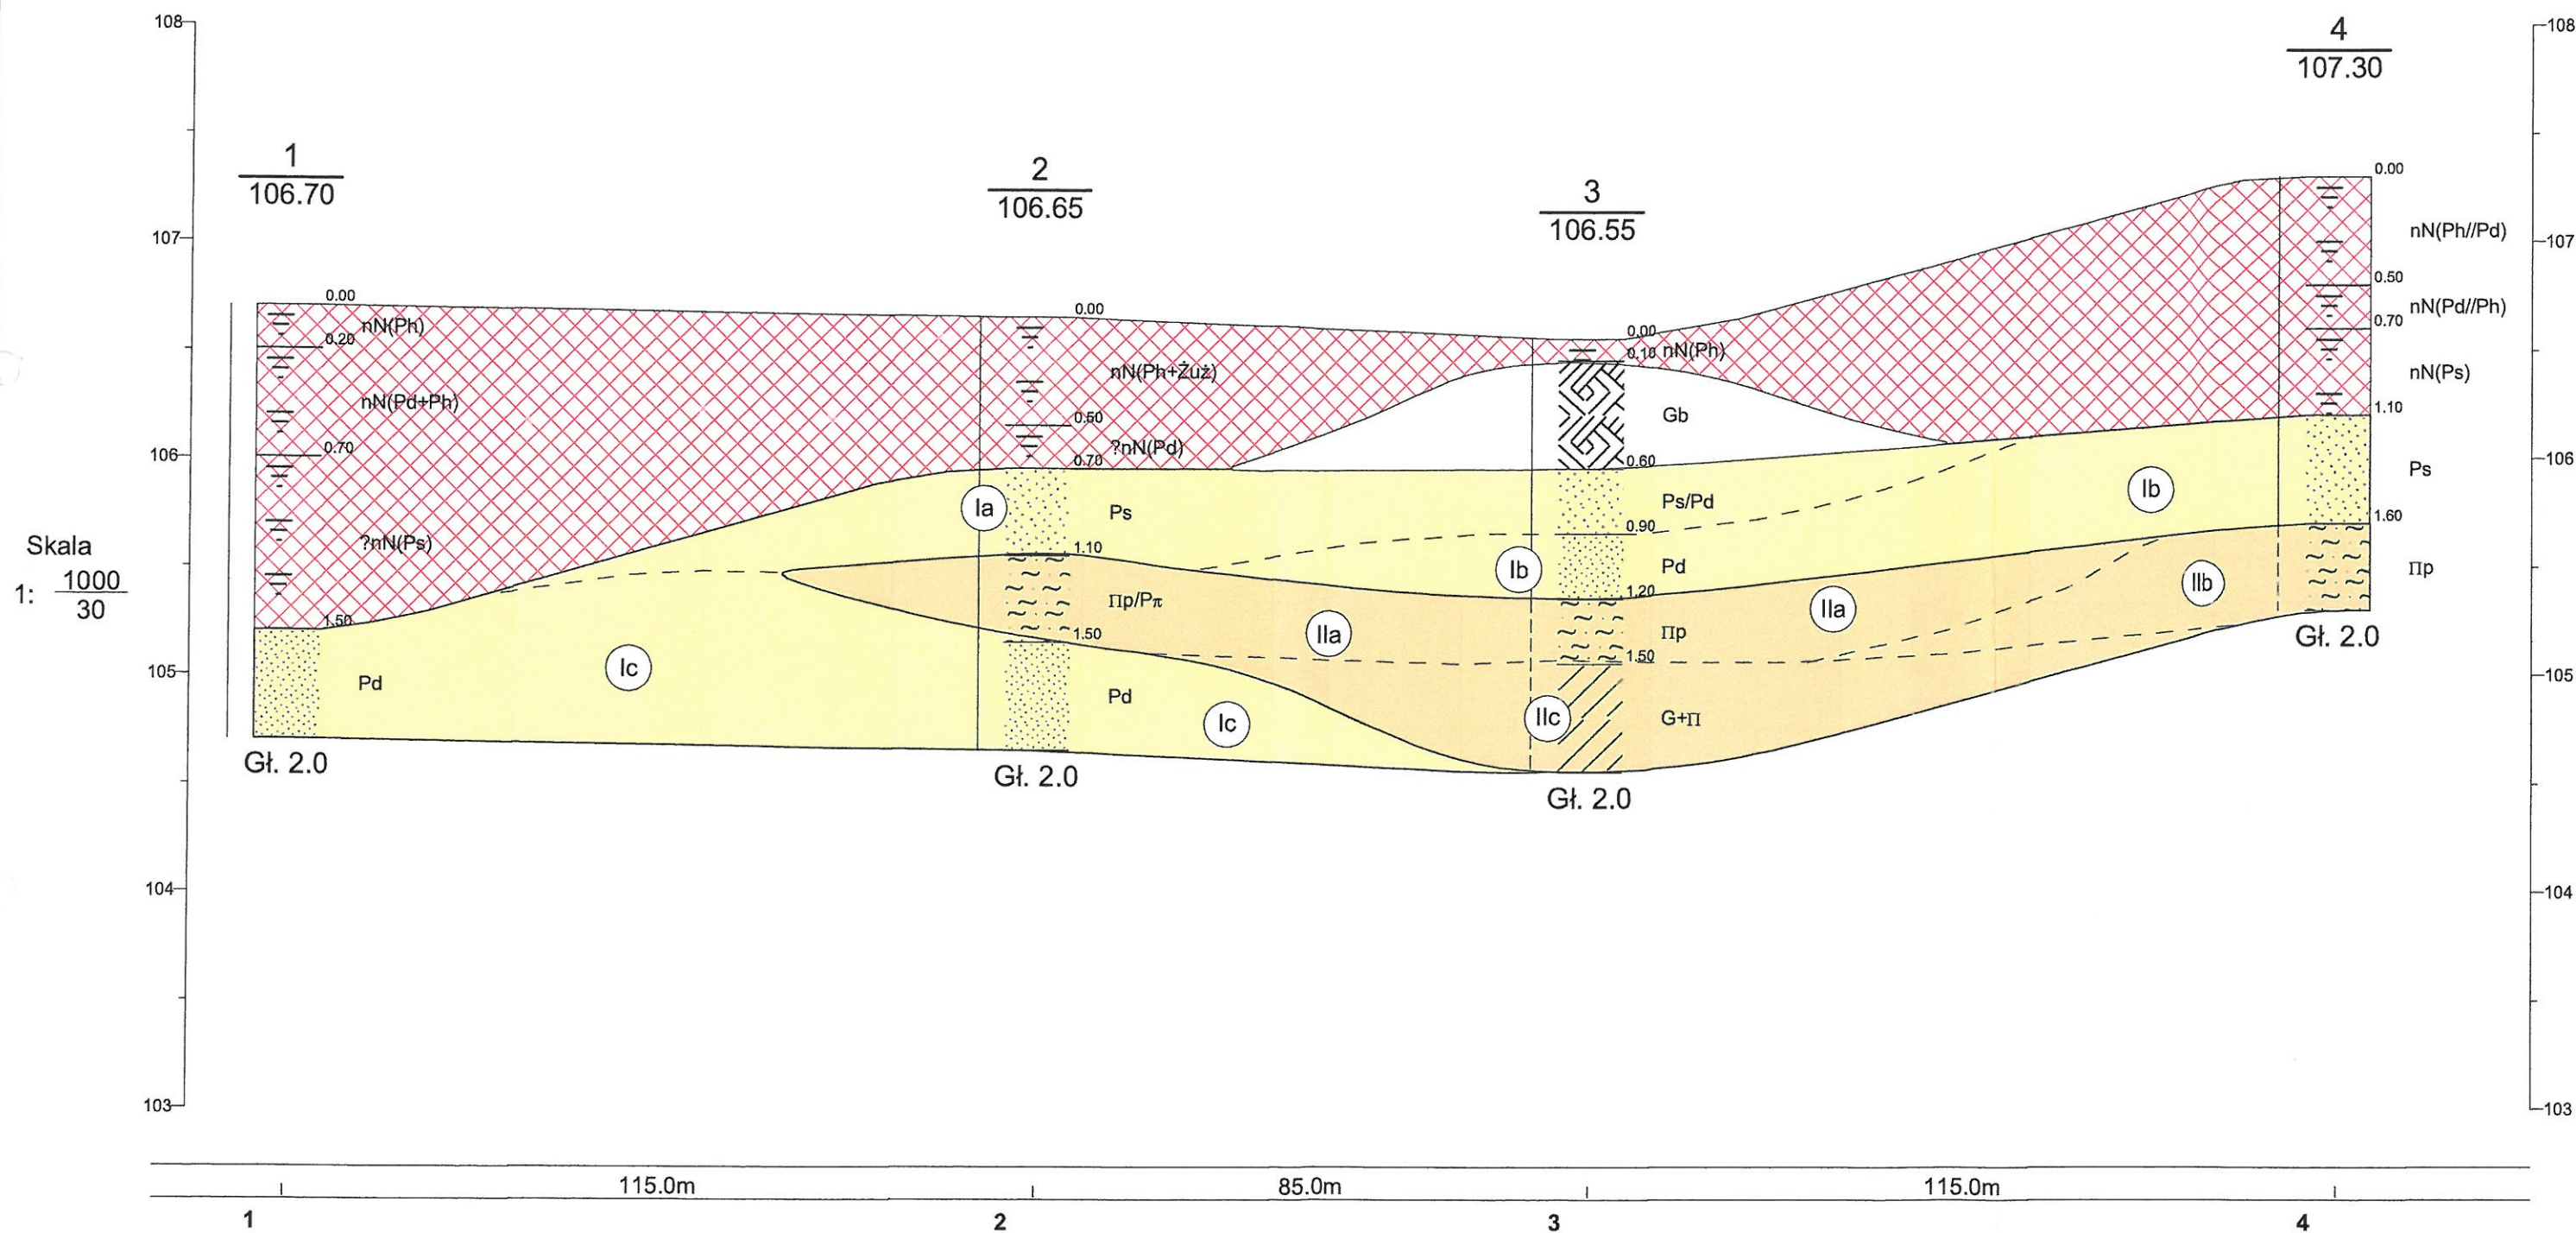 108
108
4
107.30
1
106.70
2
106.65
3
106.55
107
107
106
106
105
105
104
104
103
103
Skala
1: 1000
30
0.00
nN(Ph)
0.20
nN(Pd+Ph)
0.70
?nN(Ps)
1.50
Pd
Gł. 2.0
Ic
0.00
nN(Ph+Żuż)
0.50
?nN(Pd)
0.70
Ia
Ps
1.10
Πp/Pπ
1.50
Pd
Gł. 2.0
Ic
IIa
0.00
0.10 nN(Ph)
Gb
0.60
Ps/Pd
0.90
Ib
Pd
1.20
Πp
1.50
IIc
G+Π
Gł. 2.0
IIa
Ib
IIb
0.00
nN(Ph//Pd)
0.50
nN(Pd//Ph)
0.70
nN(Ps)
1.10
Ps
1.60
Πp
Gł. 2.0
115.0m
85.0m
115.0m
1
2
3
4